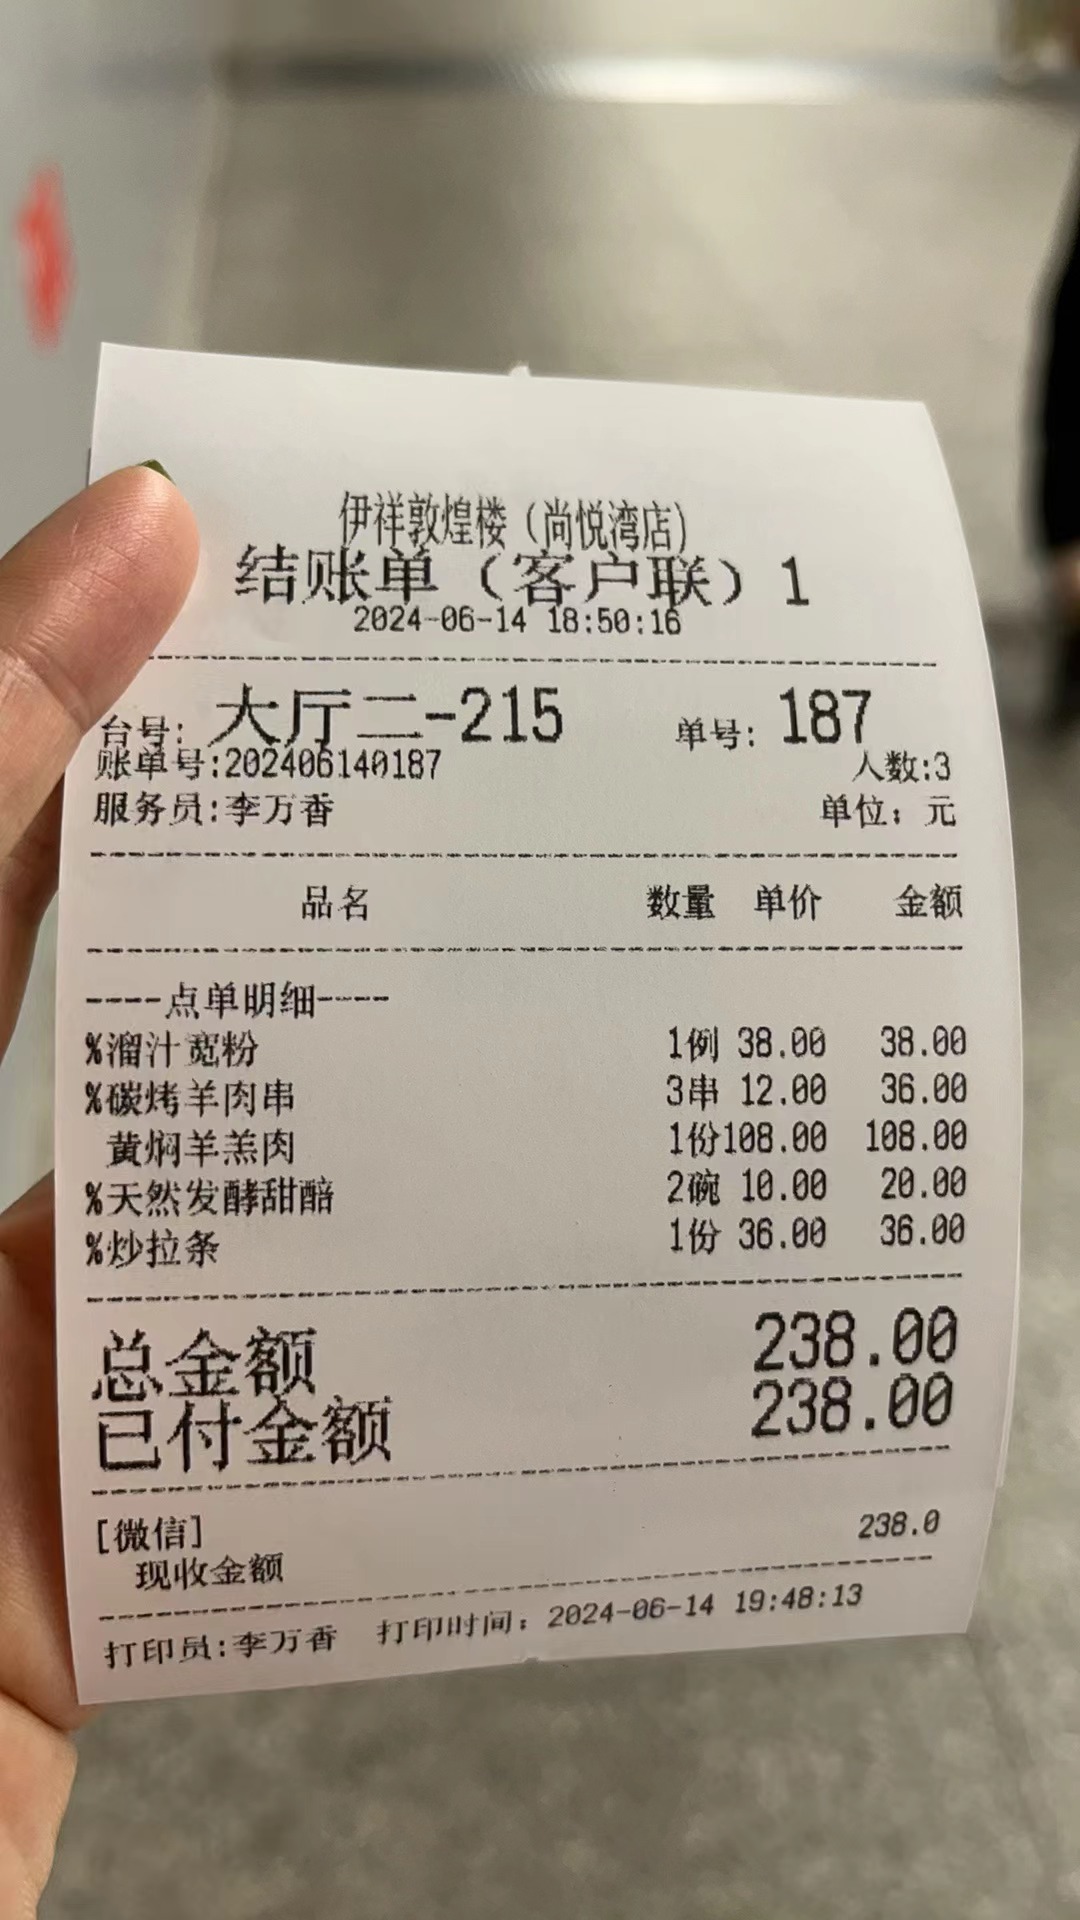 伊祥敦煌楼（尚悦湾店）
结账单（客户联）1
2024-06-14 18:50:16
台号: 大厅二-215 单号: 187
账单号:202406140187 人数:3
服务员:李万香 单位：元
品名 数量 单价 金额
----点单明细----
%溜汁宽粉 1例 38.00 38.00
%碳烤羊肉串 3串 12.00 36.00
黄焖羊羔肉 1份108.00 108.00
%天然发酵甜醅 2碗 10.00 20.00
%炒拉条 1份 36.00 36.00
总金额 238.00
已付金额 238.00
[微信] 238.0
现收金额
打印员:李万香 打印时间：2024-06-14 19:48:13